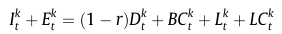 $I_t^k + E_t^k = (1 - r)D_t^k + BC_t^k + L_t^k + LC_t^k$